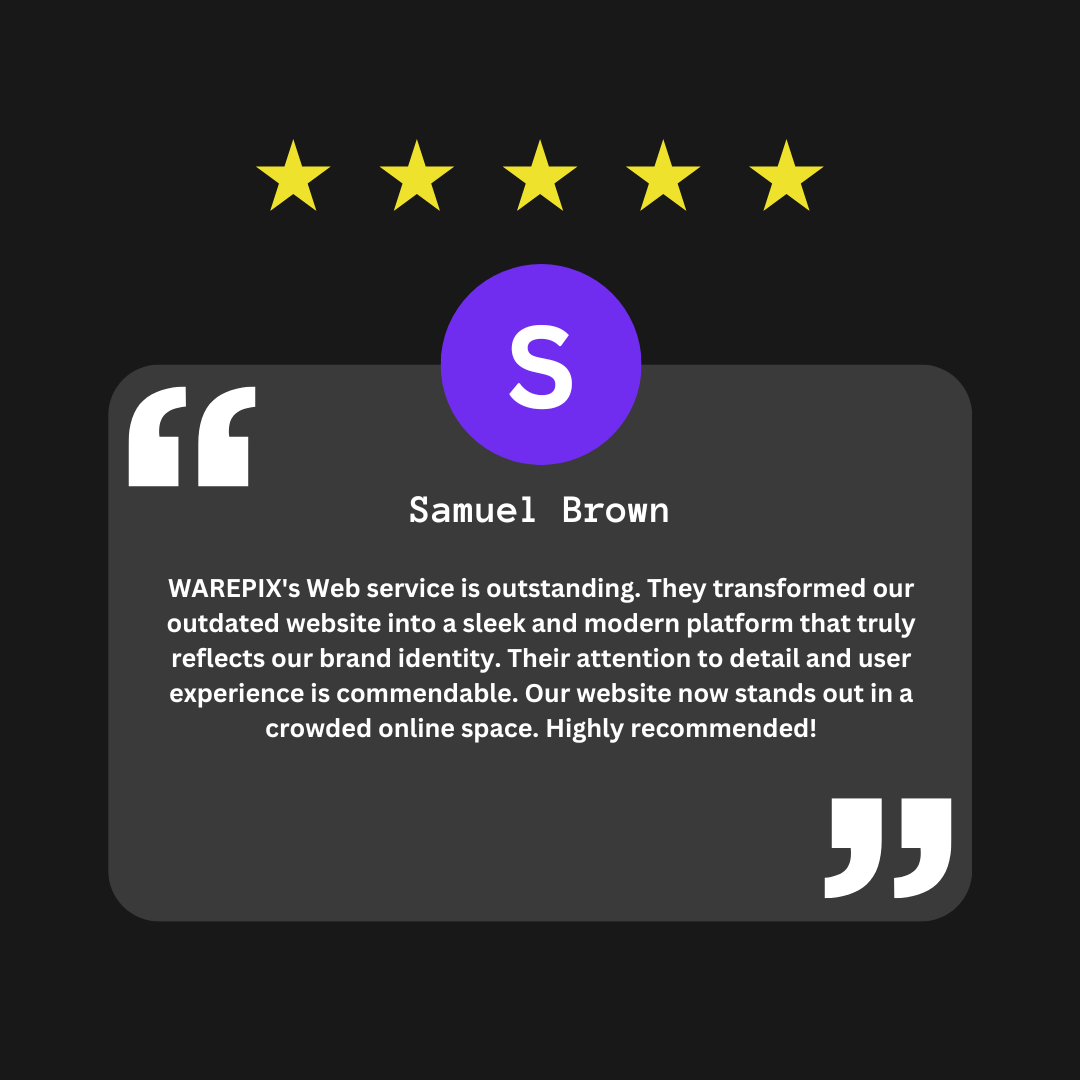 S
Samuel Brown
WAREPIX's Web service is outstanding. They transformed our
outdated website into a sleek and modern platform that truly
reflects our brand identity. Their attention to detail and user
experience is commendable. Our website now stands out in a
crowded online space. Highly recommended!